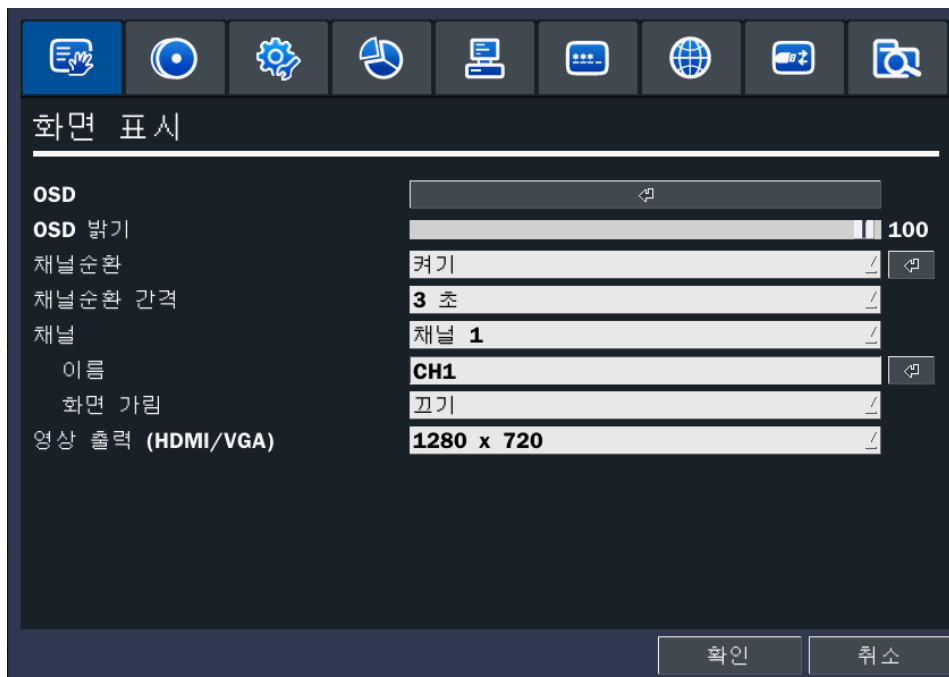 화면 표시
OSD
OSD 밝기 100
채널순환 켜기
채널순환 간격 3 초
채널 채널 1
이름 CH1
화면 가림 끄기
영상 출력 (HDMI/VGA) 1280 x 720
확인 취소